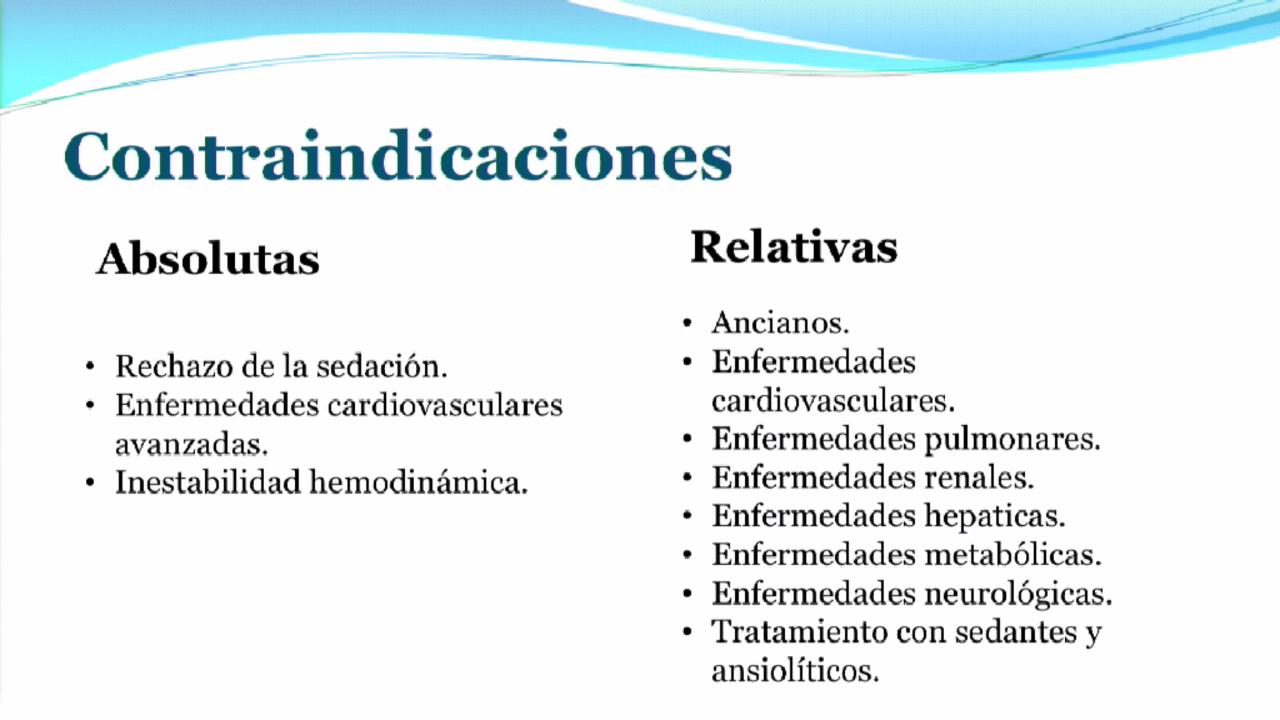 Contraindicaciones
Absolutas
• Rechazo de la sedación.
• Enfermedades cardiovasculares
avanzadas.
• Inestabilidad hemodinámica.
Relativas
• Ancianos.
• Enfermedades
cardiovasculares.
• Enfermedades pulmonares.
• Enfermedades renales.
• Enfermedades hepaticas.
• Enfermedades metabólicas.
• Enfermedades neurológicas.
• Tratamiento con sedantes y
ansiolíticos.